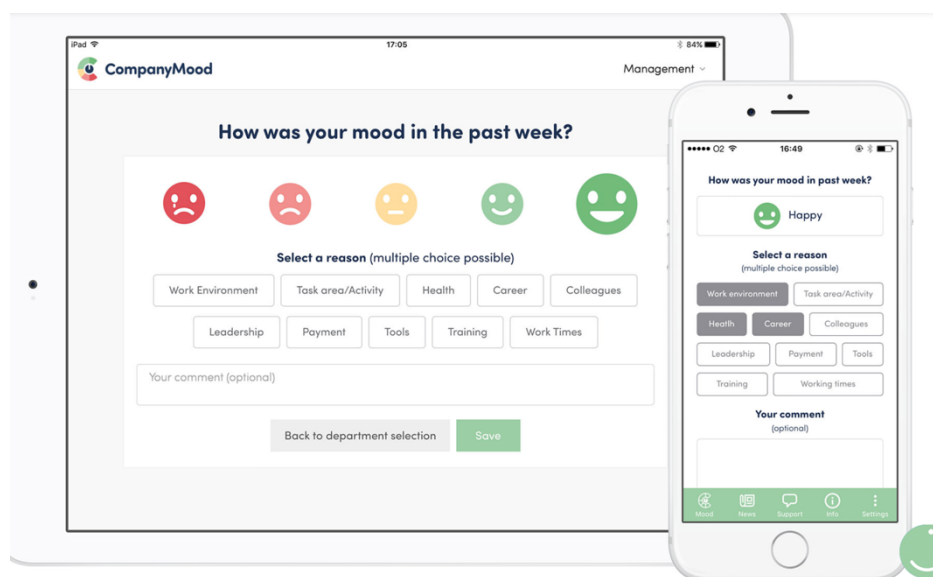 iPad 17:05 84%
CompanyMood
Management
How was your mood in the past week?
Select a reason (multiple choice possible)
Work Environment Task area/Activity Health Career Colleagues
Leadership Payment Tools Training Work Times
Your comment (optional)
Back to department selection Save
O2 16:49
How was your mood in past week?
Happy
Select a reason
(multiple choice possible)
Work environment Task area/Activity
Heatlh Career Colleagues
Leadership Payment Tools
Training Working times
Your comment
(optional)
Mood News Support Info Settings